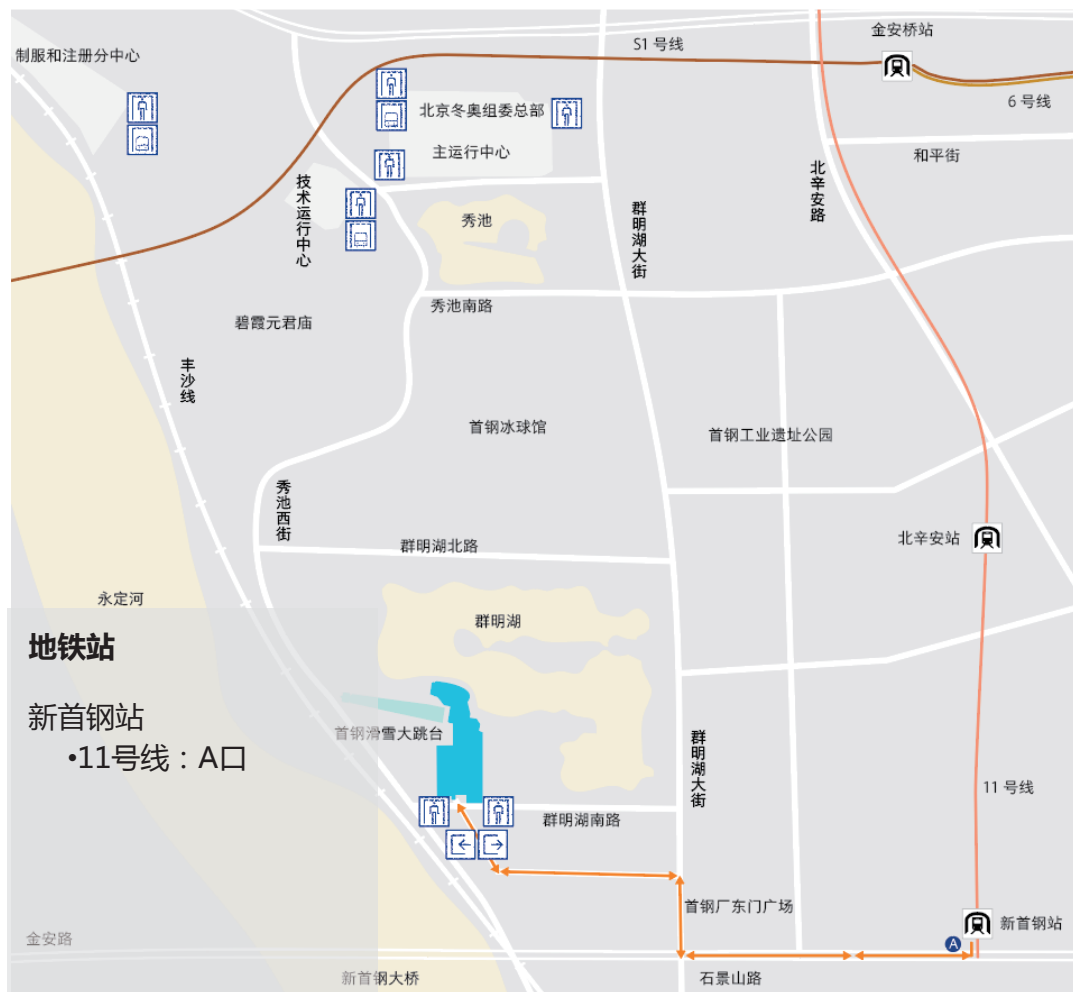 金安桥站
S1 号线
制服和注册分中心
6 号线
北京冬奥组委总部
主运行中心
和平街
北辛安路
技术运行中心
群明湖大街
秀池
秀池南路
碧霞元君庙
丰沙线
首钢冰球馆
首钢工业遗址公园
秀池西街
北辛安站
群明湖北路
永定河
群明湖
地铁站
新首钢站
•11号线：A口
首钢滑雪大跳台
群明湖大街
11 号线
群明湖南路
首钢厂东门广场
新首钢站
A
金安路
新首钢大桥
石景山路